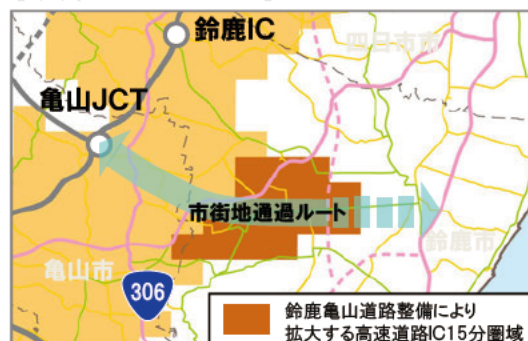 鈴鹿IC
四日市市
亀山JCT
市街地通過ルート
鈴鹿市
亀山市
306
鈴鹿亀山道路整備により
拡大する高速道路IC15分圏域